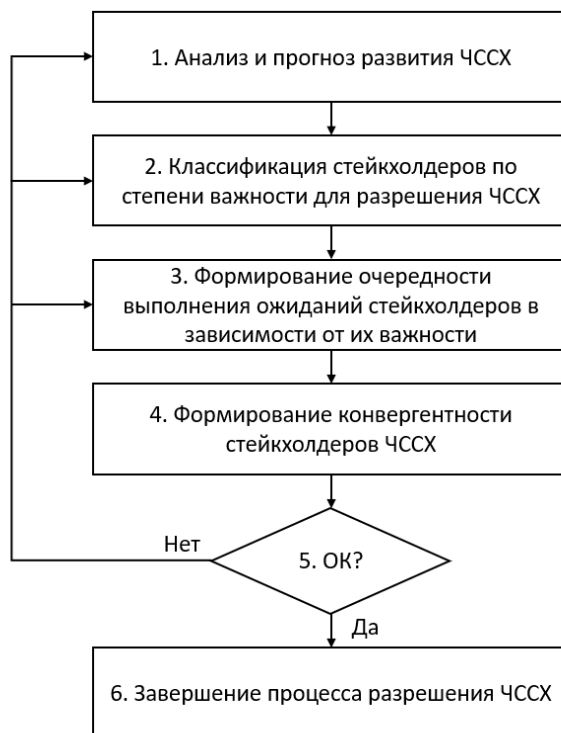 1. Анализ и прогноз развития ЧССХ
2. Классификация стейкхолдеров по
степени важности для разрешения ЧССХ
3. Формирование очередности
выполнения ожиданий стейкхолдеров в
зависимости от их важности
4. Формирование конвергентности
стейкхолдеров ЧССХ
Нет
5. ОК?
Да
6. Завершение процесса разрешения ЧССХ